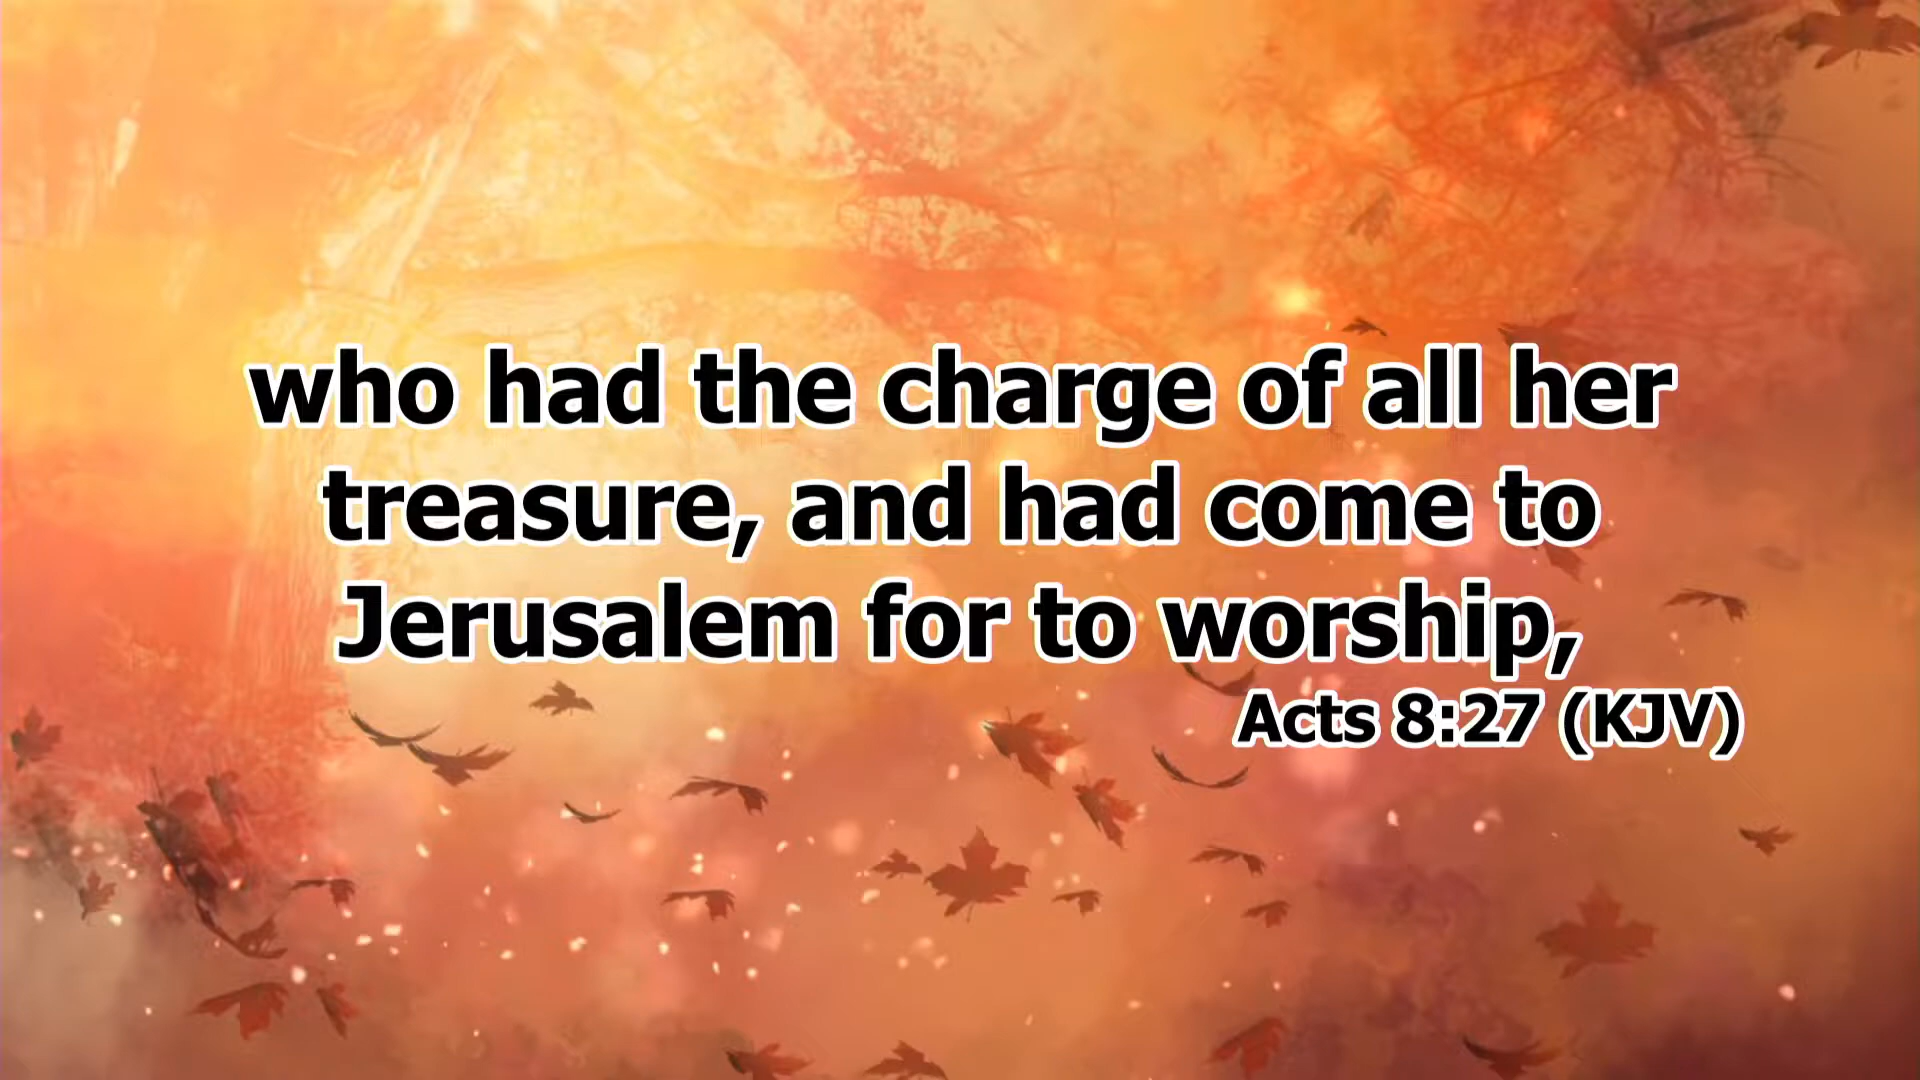 who had the charge of all her
treasure, and had come to
Jerusalem for to worship,
Acts 8:27 (KJV)